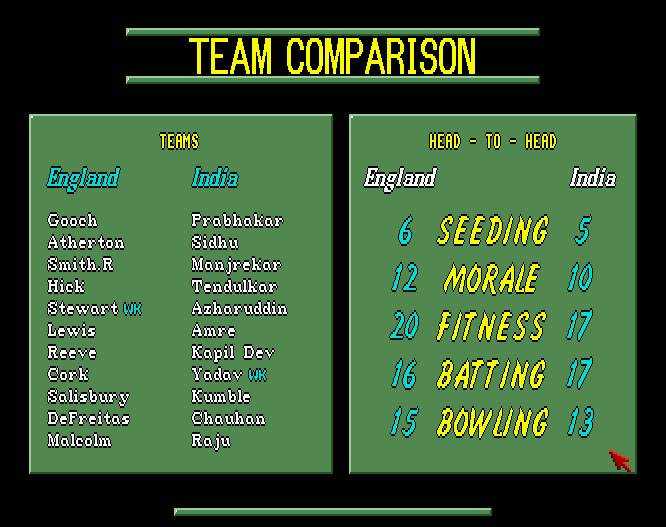 TEAM COMPARISON
TEAMS
England India
Gooch Prabhakar
Atherton Sidhu
Smith.R Manjrekar
Hick Tendulkar
Stewart WK Azharuddin
Lewis Amre
Reeve Kapil Dev
Cork Yadav WK
Salisbury Kumble
DeFreitas Chauhan
Malcolm Raju
HEAD - TO - HEAD
England India
6 SEEDING 5
12 MORALE 10
20 FITNESS 17
16 BATTING 17
15 BOWLING 13